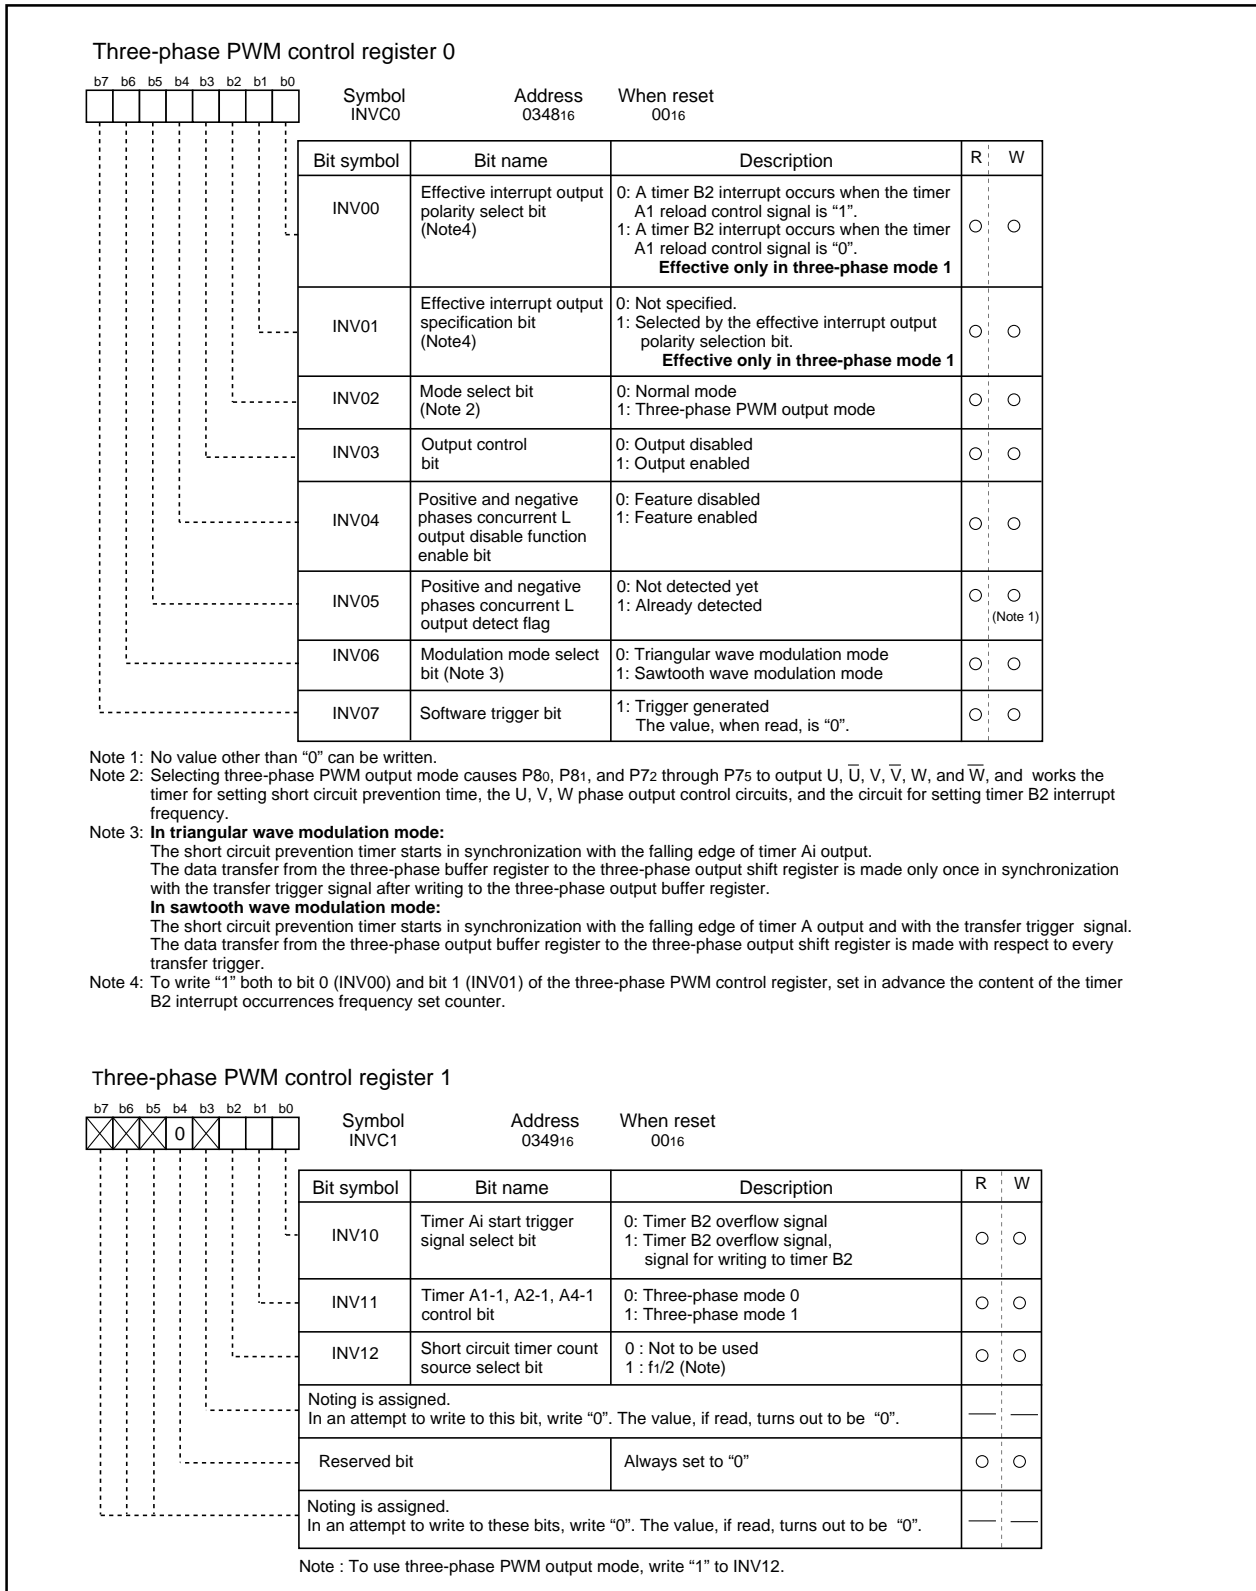 Three-phase PWM control register 0
b7 b6 b5 b4 b3 b2 b1 b0
Symbol Address When reset
INVC0 034816 0016
Bit symbol Bit name Description R W
INV00 Effective interrupt output polarity select bit (Note4) 0: A timer B2 interrupt occurs when the timer
A1 reload control signal is “1”.
1: A timer B2 interrupt occurs when the timer
A1 reload control signal is “0”.
Effective only in three-phase mode 1
INV01 Effective interrupt output specification bit (Note4) 0: Not specified.
1: Selected by the effective interrupt output
polarity selection bit.
Effective only in three-phase mode 1
INV02 Mode select bit (Note 2) 0: Normal mode
1: Three-phase PWM output mode
INV03 Output control bit 0: Output disabled
1: Output enabled
INV04 Positive and negative phases concurrent L output disable function enable bit 0: Feature disabled
1: Feature enabled
INV05 Positive and negative phases concurrent L output detect flag 0: Not detected yet
1: Already detected
(Note 1)
INV06 Modulation mode select bit (Note 3) 0: Triangular wave modulation mode
1: Sawtooth wave modulation mode
INV07 Software trigger bit 1: Trigger generated
The value, when read, is “0”.
Note 1: No value other than “0” can be written.
Note 2: Selecting three-phase PWM output mode causes P80, P81, and P72 through P75 to output U, U̅, V, V̅, W, and W̅, and works the
timer for setting short circuit prevention time, the U, V, W phase output control circuits, and the circuit for setting timer B2 interrupt
frequency.
Note 3: In triangular wave modulation mode:
The short circuit prevention timer starts in synchronization with the falling edge of timer Ai output.
The data transfer from the three-phase buffer register to the three-phase output shift register is made only once in synchronization
with the transfer trigger signal after writing to the three-phase output buffer register.
In sawtooth wave modulation mode:
The short circuit prevention timer starts in synchronization with the falling edge of timer A output and with the transfer trigger signal.
The data transfer from the three-phase output buffer register to the three-phase output shift register is made with respect to every
transfer trigger.
Note 4: To write “1” both to bit 0 (INV00) and bit 1 (INV01) of the three-phase PWM control register, set in advance the content of the timer
B2 interrupt occurrences frequency set counter.
Three-phase PWM control register 1
b7 b6 b5 b4 b3 b2 b1 b0
0
Symbol Address When reset
INVC1 034916 0016
Bit symbol Bit name Description R W
INV10 Timer Ai start trigger signal select bit 0: Timer B2 overflow signal
1: Timer B2 overflow signal,
signal for writing to timer B2
INV11 Timer A1-1, A2-1, A4-1 control bit 0: Three-phase mode 0
1: Three-phase mode 1
INV12 Short circuit timer count source select bit 0 : Not to be used
1 : f1/2 (Note)
Noting is assigned.
In an attempt to write to this bit, write “0”. The value, if read, turns out to be “0”.
Reserved bit Always set to “0”
Noting is assigned.
In an attempt to write to these bits, write “0”. The value, if read, turns out to be “0”.
Note : To use three-phase PWM output mode, write “1” to INV12.